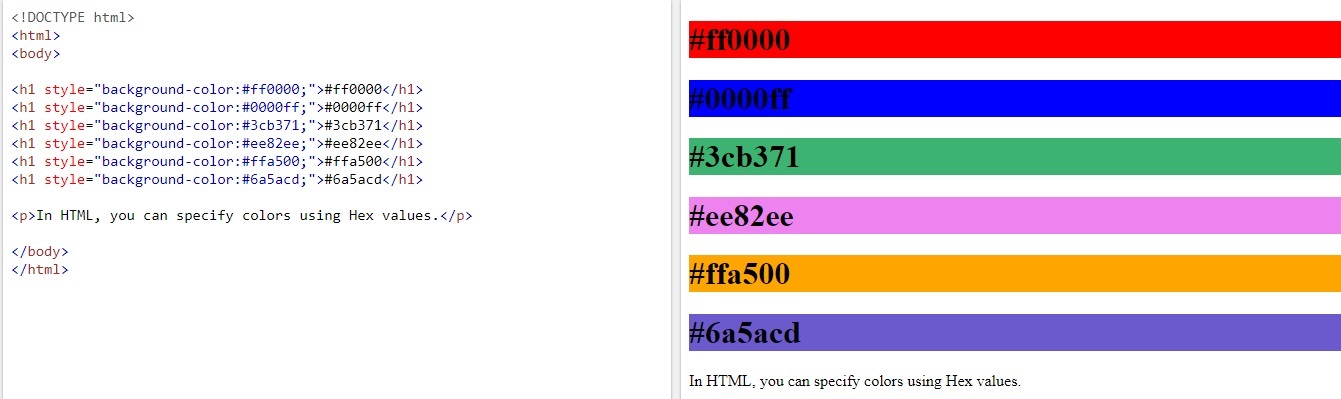 <!DOCTYPE html>
<html>
<body>
<h1 style="background-color:#ff0000;">#ff0000</h1>
<h1 style="background-color:#0000ff;">#0000ff</h1>
<h1 style="background-color:#3cb371;">#3cb371</h1>
<h1 style="background-color:#ee82ee;">#ee82ee</h1>
<h1 style="background-color:#ffa500;">#ffa500</h1>
<h1 style="background-color:#6a5acd;">#6a5acd</h1>
<p>In HTML, you can specify colors using Hex values.</p>
</body>
</html>
#ff0000
#0000ff
#3cb371
#ee82ee
#ffa500
#6a5acd
In HTML, you can specify colors using Hex values.